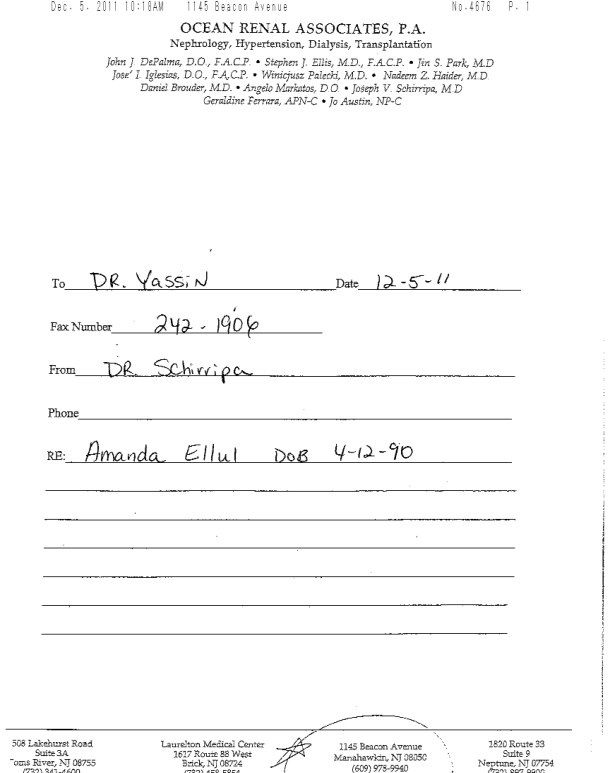 Dec. 5. 2011 10:18AM 1145 Beacon Avenue No.4676 P. 1
OCEAN RENAL ASSOCIATES, P.A.
Nephrology, Hypertension, Dialysis, Transplantation
John J. DePalma, D.O., F.A.C.P. • Stephen J. Ellis, M.D., F.A.C.P. • Jin S. Park, M.D
Jose' I. Iglesias, D.O., F.A.C.P. • Winicjusz Palecki, M.D. • Nadeem Z. Haider, M.D.
Daniel Brouder, M.D. • Angelo Markatos, D.O. • Joseph V. Schirripa, M.D
Geraldine Ferrara, APN-C • Jo Austin, NP-C
To DR. Yassin Date 12-5-11
Fax Number 242-1906
From DR. Schirripa
Phone
RE: Amanda Ellul DOB 4-12-90
508 Lakehurst Road Laurelton Medical Center 1145 Beacon Avenue 1820 Route 33
Suite 3A 1617 Route 88 West Manahawkin, NJ 08050 Suite 9
Toms River, NJ 08755 Brick, NJ 08724 (609) 978-9940 Neptune, NJ 07754
(732) 341-4600 (732) 458-5854 (732) 897-9900